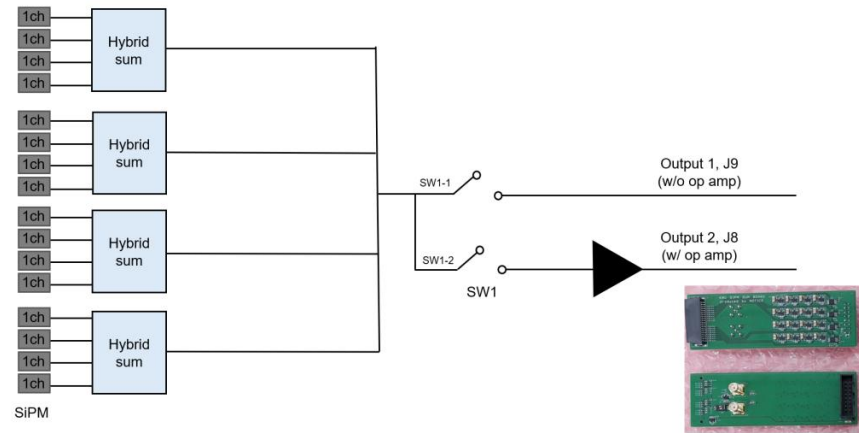 1ch
1ch
1ch
1ch
Hybrid
sum
1ch
1ch
1ch
1ch
Hybrid
sum
1ch
1ch
1ch
1ch
Hybrid
sum
1ch
1ch
1ch
1ch
Hybrid
sum
SiPM
SW1-1
SW1-2
SW1
Output 1, J9
(w/o op amp)
Output 2, J8
(w/ op amp)